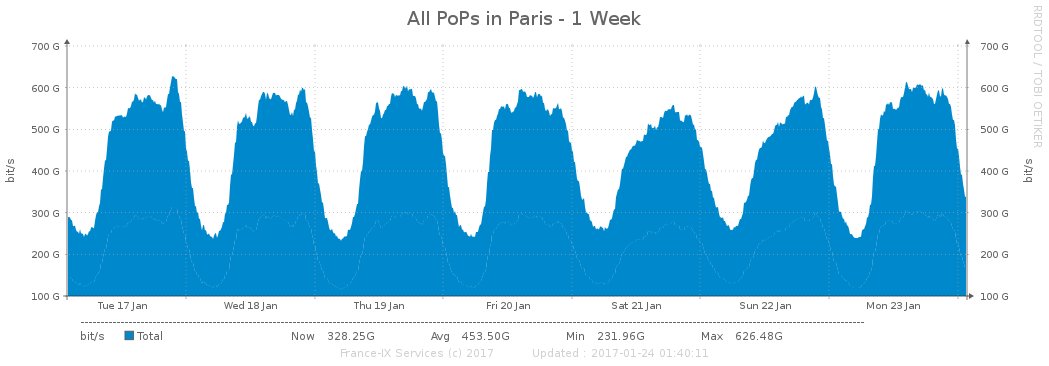 All PoPs in Paris - 1 Week
RRDTOOL / TOBI OETIKER
700 G 700 G
600 G 600 G
500 G 500 G
400 G 400 G
300 G 300 G
200 G 200 G
100 G 100 G
bit/s bit/s
Tue 17 Jan Wed 18 Jan Thu 19 Jan Fri 20 Jan Sat 21 Jan Sun 22 Jan Mon 23 Jan
bit/s Total Now 328.25G Avg 453.50G Min 231.96G Max 626.48G
France-IX Services (c) 2017 Updated : 2017-01-24 01:40:11